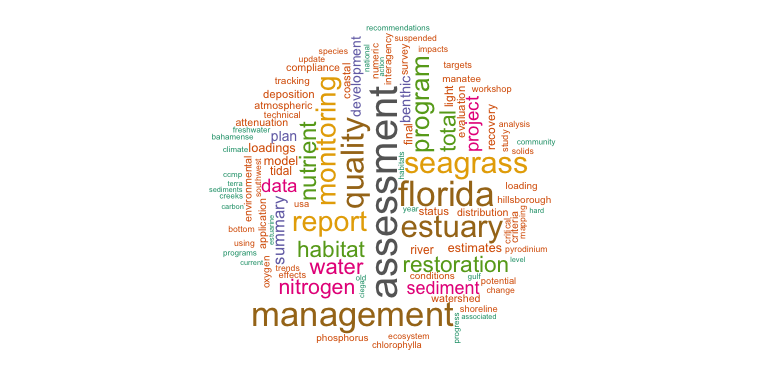 recommendations
species
national
action
numeric
interagency
suspended
survey
impacts
update
compliance
coastal
development
benthic
program
targets
manatee
tracking
deposition
atmospheric
technical
monitoring
assessment
total
light
evaluation
project
workshop
recovery
attenuation
freshwater
bahamense
plan
nutrient
quality
final
study
analysis
community
solids
climate
loadings
model
tidal
habitats
seagrass
ccmp
terra
sediments
creeks
carbon
environmental
southwest
data
florida
loading
hillsborough
hard
usa
year
status
distribution
critical
criteria
mapping
bottom
application
estuarine
summary
report
estuary
using
programs
current
oxygen
trends
effects
habitat
water
river
estimates
pyrodinium
level
nitrogen
old
ciega
restoration
conditions
gulf
sediment
potential
change
watershed
management
shoreline
associated
progress
phosphorus
ecosystem
chlorophylla